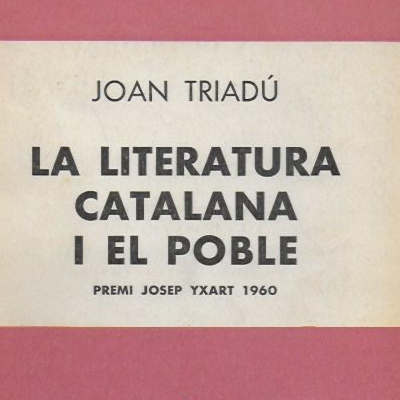 JOAN TRIADÚ
LA LITERATURA
CATALANA
I EL POBLE
PREMI JOSEP YXART 1960